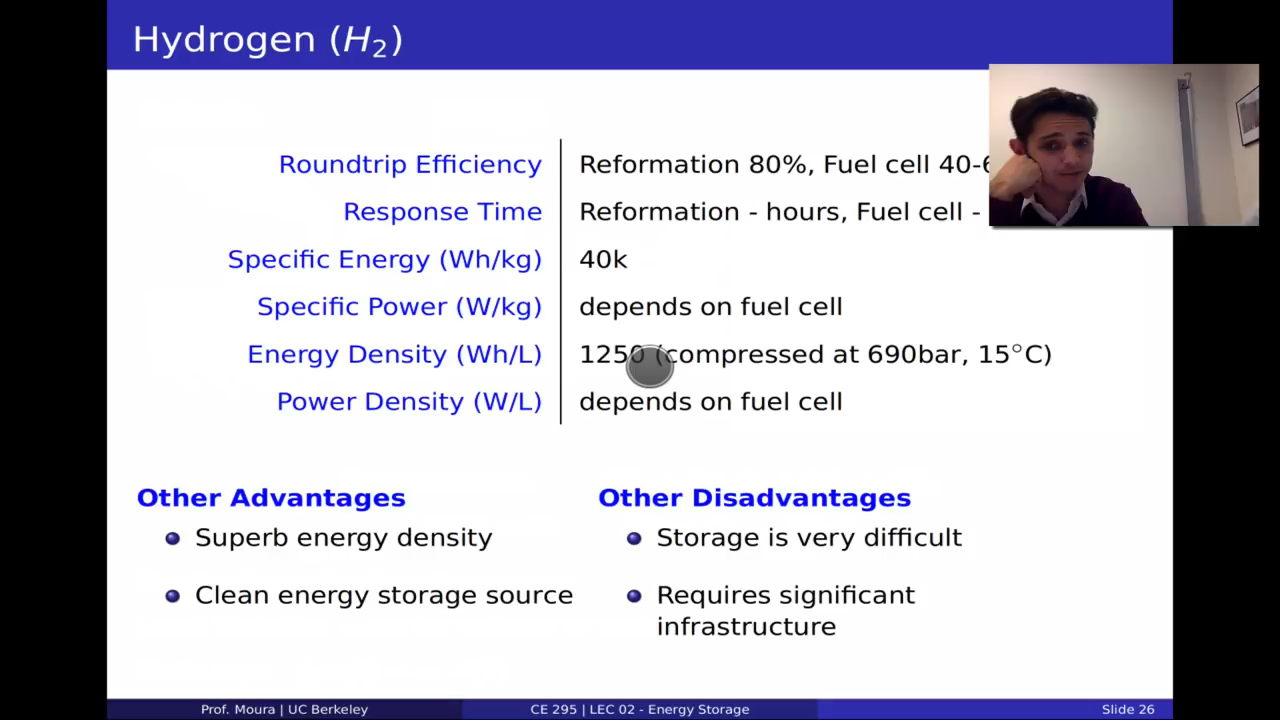 Hydrogen (H₂)
Roundtrip Efficiency Reformation 80%, Fuel cell 40-6
Response Time Reformation - hours, Fuel cell -
Specific Energy (Wh/kg) 40k
Specific Power (W/kg) depends on fuel cell
Energy Density (Wh/L) 1250 (compressed at 690bar, 15°C)
Power Density (W/L) depends on fuel cell
Other Advantages
Superb energy density
Clean energy storage source
Other Disadvantages
Storage is very difficult
Requires significant
infrastructure
Prof. Moura | UC Berkeley CE 295 | LEC 02 - Energy Storage Slide 26